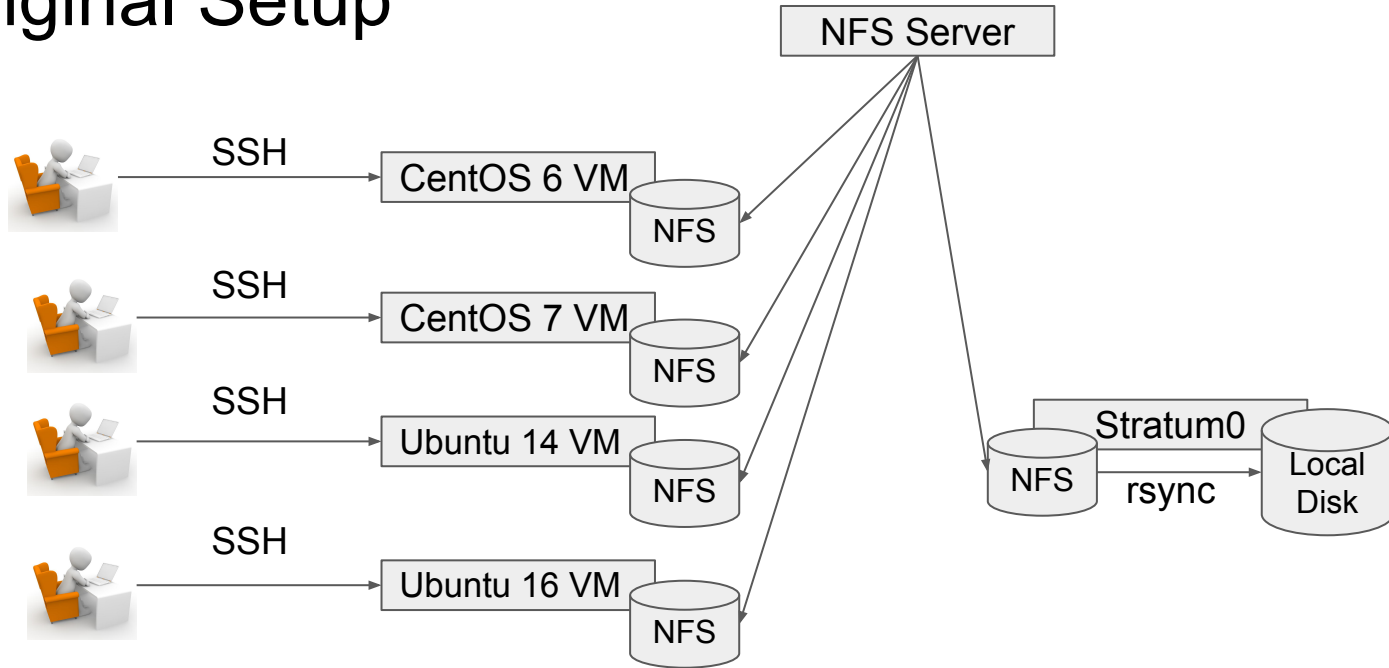 iginal Setup
NFS Server
SSH
CentOS 6 VM
NFS
SSH
CentOS 7 VM
NFS
SSH
Ubuntu 14 VM
NFS
SSH
Ubuntu 16 VM
NFS
Stratum0
NFS
rsync
Local
Disk